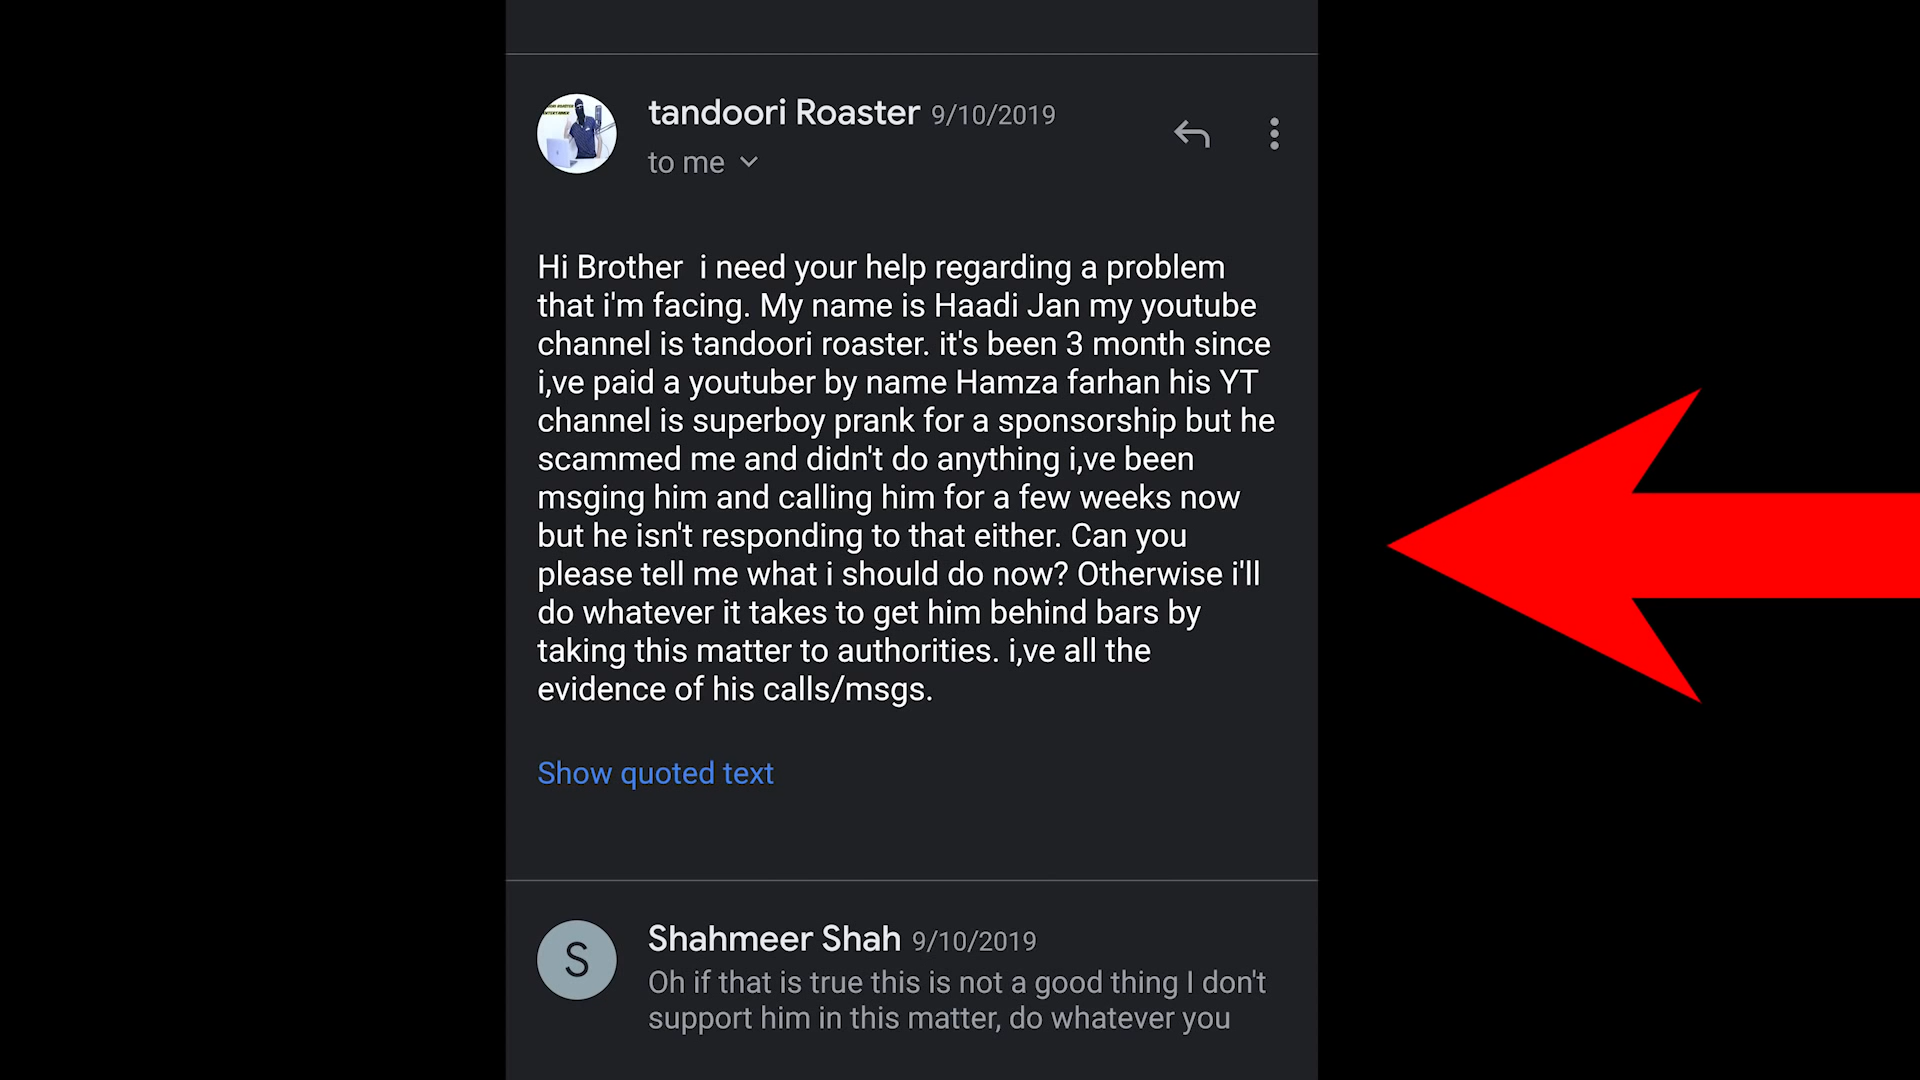 tandoori Roaster 9/10/2019
to me
Hi Brother  i need your help regarding a problem
that i'm facing. My name is Haadi Jan my youtube
channel is tandoori roaster. it's been 3 month since
i,ve paid a youtuber by name Hamza farhan his YT
channel is superboy prank for a sponsorship but he
scammed me and didn't do anything i,ve been
msging him and calling him for a few weeks now
but he isn't responding to that either. Can you
please tell me what i should do now? Otherwise i'll
do whatever it takes to get him behind bars by
taking this matter to authorities. i,ve all the
evidence of his calls/msgs.
Show quoted text
S
Shahmeer Shah 9/10/2019
Oh if that is true this is not a good thing I don't
support him in this matter, do whatever you